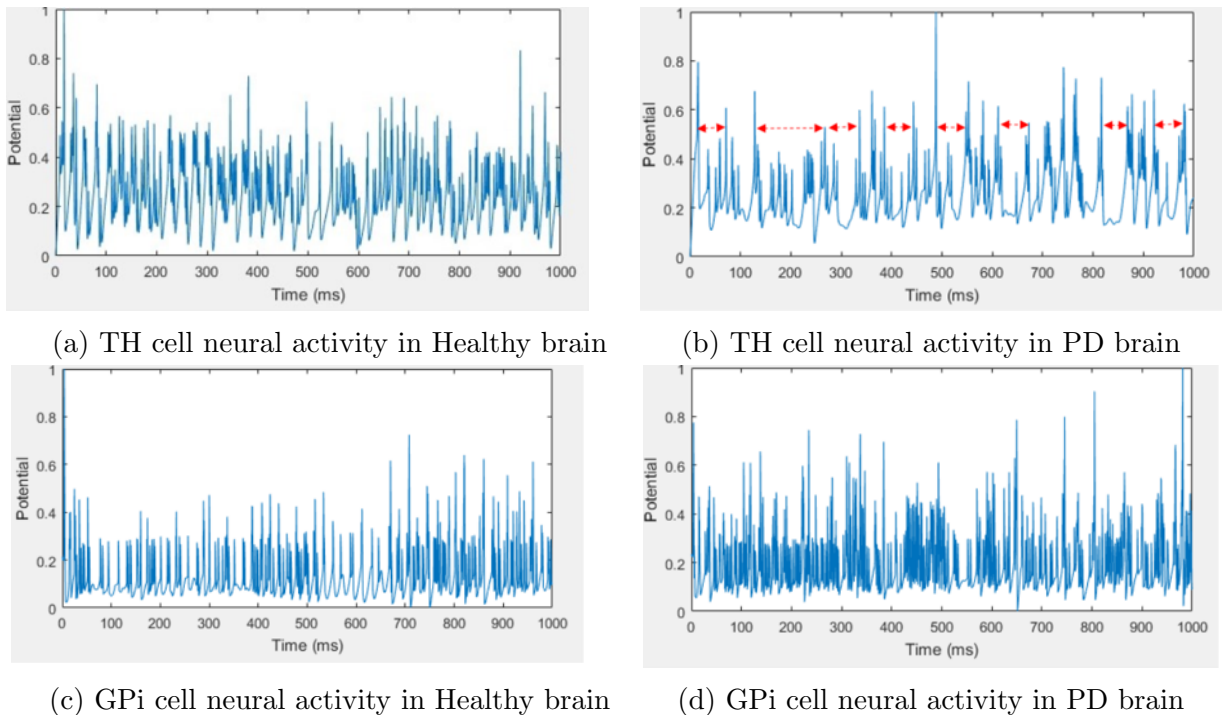 1
0.8
0.6
0.4
0.2
0
Potential
0 100 200 300 400 500 600 700 800 900 1000
Time (ms)
(a) TH cell neural activity in Healthy brain
1
0.8
0.6
0.4
0.2
0
Potential
0 100 200 300 400 500 600 700 800 900 1000
Time (ms)
(b) TH cell neural activity in PD brain
1
0.8
0.6
0.4
0.2
0
Potential
0 100 200 300 400 500 600 700 800 900 1000
Time (ms)
(c) GPi cell neural activity in Healthy brain
1
0.8
0.6
0.4
0.2
0
Potential
0 100 200 300 400 500 600 700 800 900 1000
Time (ms)
(d) GPi cell neural activity in PD brain